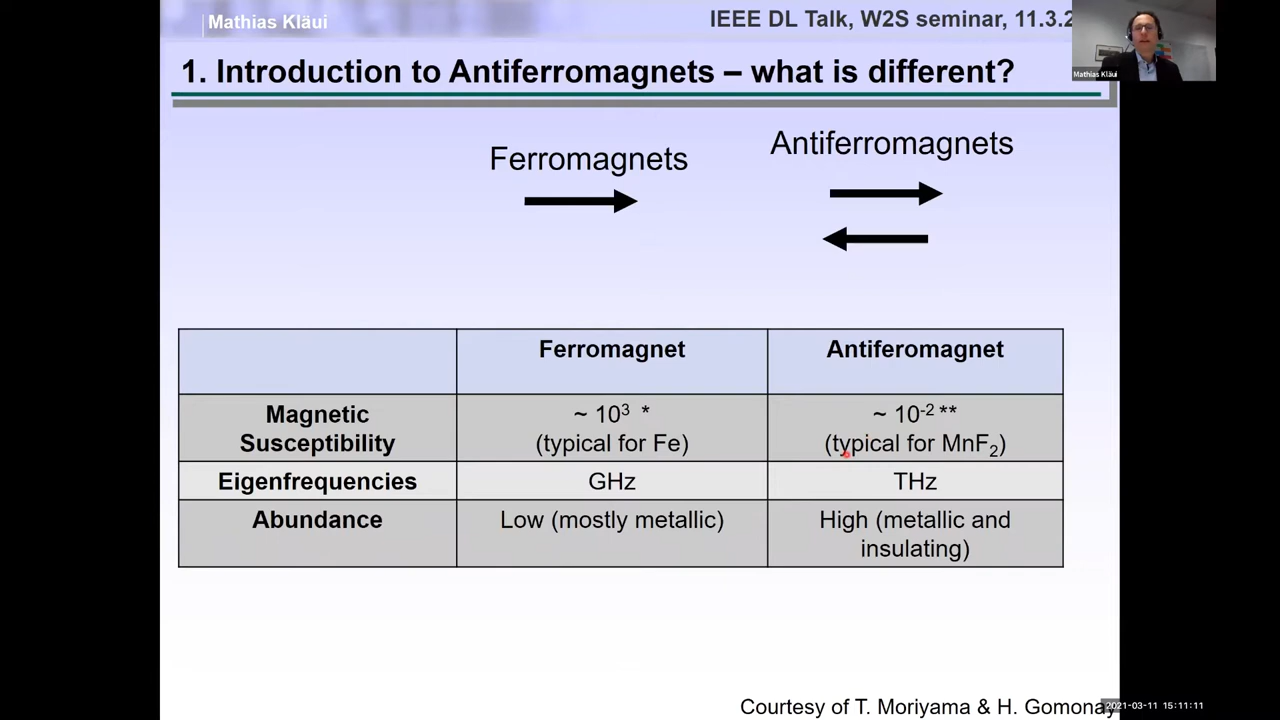 Mathias Kläui
IEEE DL Talk, W2S seminar, 11.3.2
Mathias Kläui
1. Introduction to Antiferromagnets – what is different?
Ferromagnets
Antiferromagnets
Ferromagnet
Antiferomagnet
Magnetic
Susceptibility
~ 10³ *
(typical for Fe)
~ 10⁻² **
(typical for MnF₂)
Eigenfrequencies
GHz
THz
Abundance
Low (mostly metallic)
High (metallic and
insulating)
Courtesy of T. Moriyama & H. Gomonay
2021-03-11 15:11:11